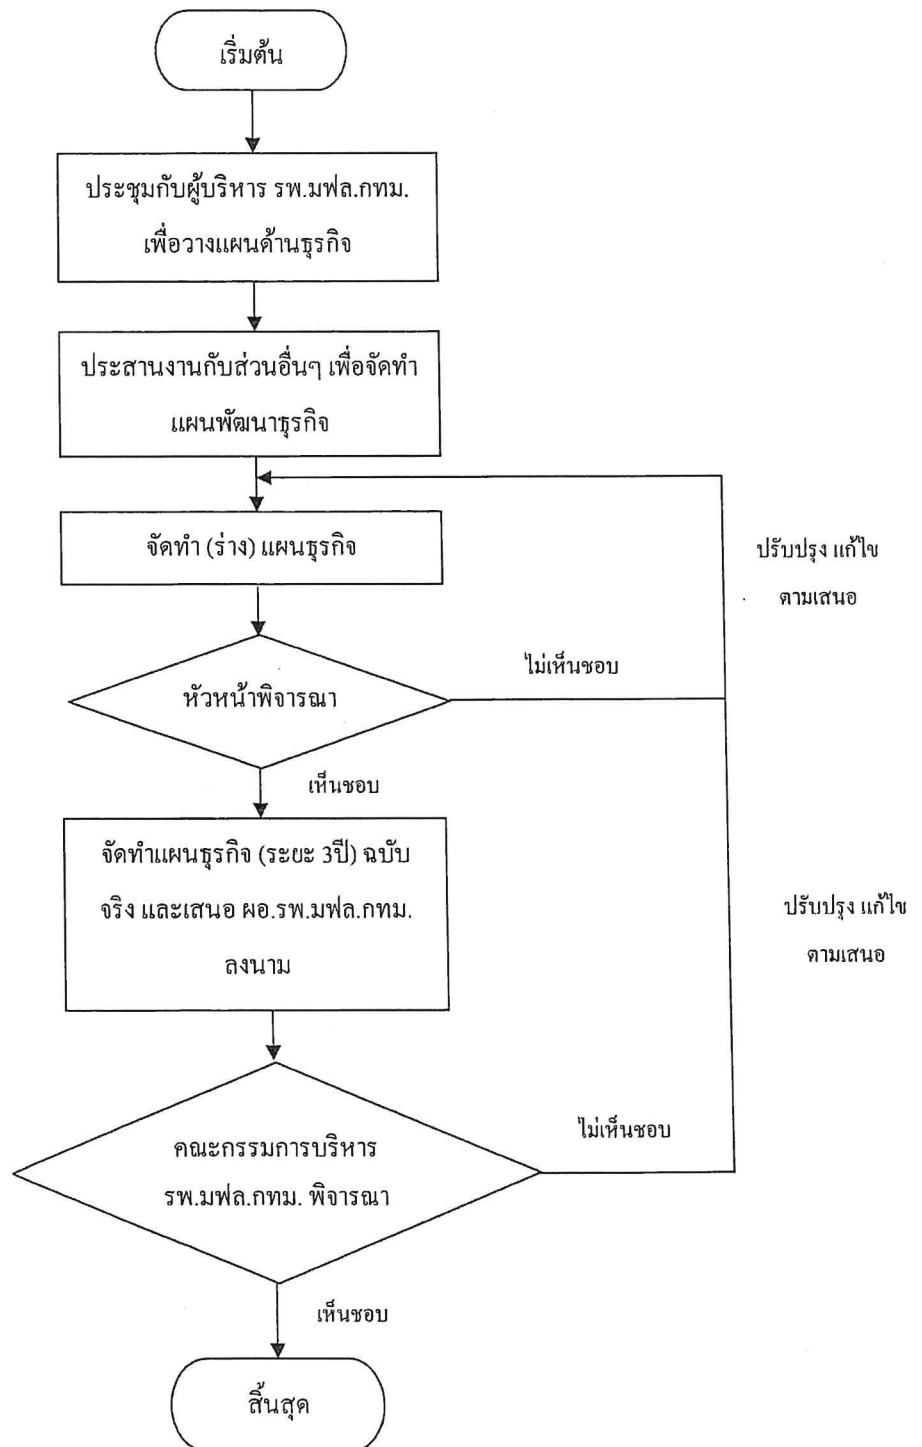 เริ่มต้น
ประชุมกับผู้บริหาร รพ.มฟล.กทม.
เพื่อวางแผนด้านธุรกิจ
ประสานงานกับส่วนอื่นๆ เพื่อจัดทำ
แผนพัฒนาธุรกิจ
จัดทำ (ร่าง) แผนธุรกิจ
ปรับปรุง แก้ไข
ตามเสนอ
ไม่เห็นชอบ
หัวหน้าพิจารณา
เห็นชอบ
จัดทำแผนธุรกิจ (ระยะ 3ปี) ฉบับ
จริง และเสนอ ผอ.รพ.มฟล.กทม.
ลงนาม
ปรับปรุง แก้ไข
ตามเสนอ
ไม่เห็นชอบ
คณะกรรมการบริหาร
รพ.มฟล.กทม. พิจารณา
เห็นชอบ
สิ้นสุด